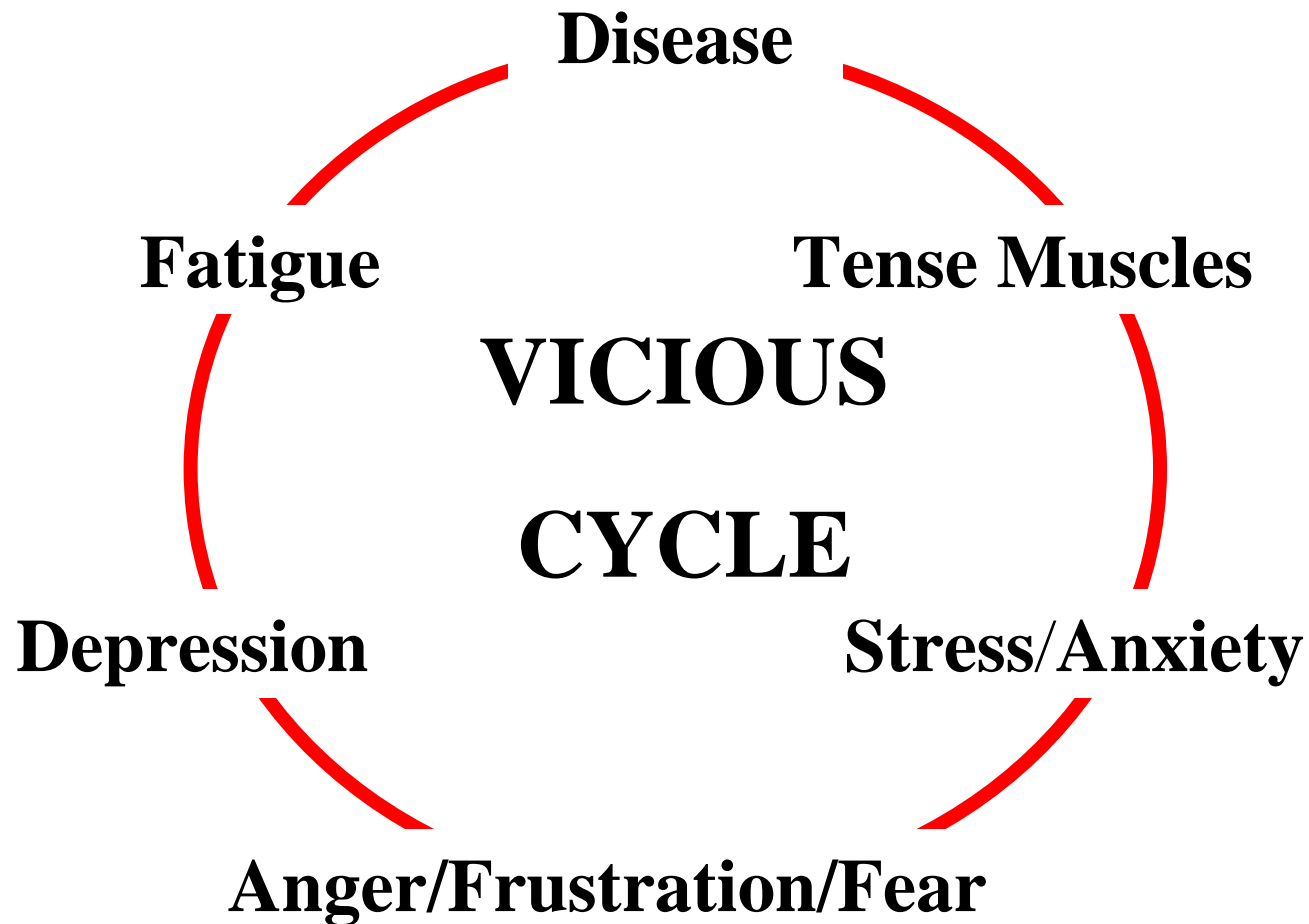 Disease
Fatigue
Tense Muscles
VICIOUS
CYCLE
Depression
Stress/Anxiety
Anger/Frustration/Fear